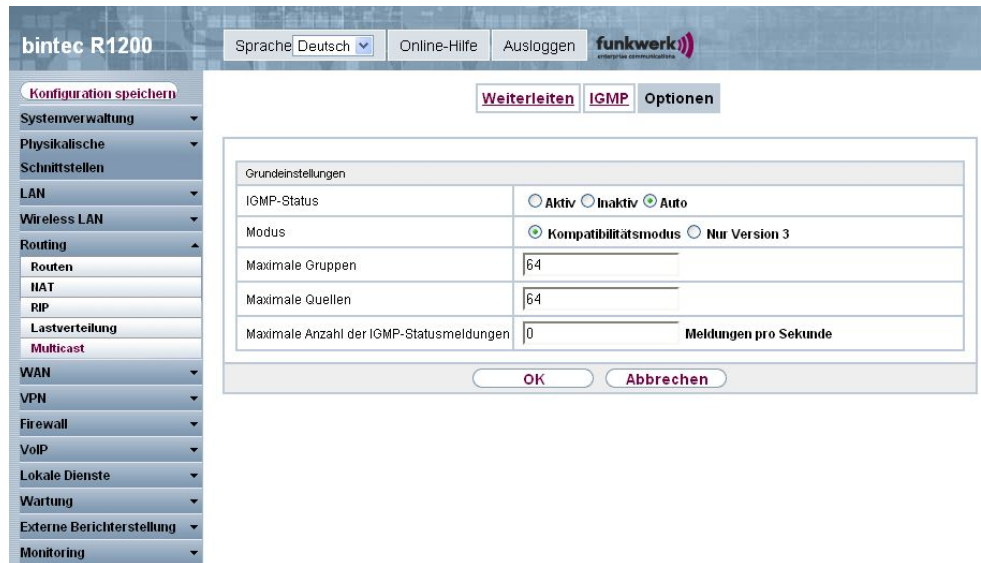 bintec R1200
Sprache Deutsch
Online-Hilfe
Ausloggen
funkwerk
enterprise communications
Konfiguration speichern
Systemverwaltung
Physikalische
Schnittstellen
LAN
Wireless LAN
Routing
Routen
NAT
RIP
Lastverteilung
Multicast
WAN
VPN
Firewall
VoIP
Lokale Dienste
Wartung
Externe Berichterstellung
Monitoring
Weiterleiten IGMP Optionen
Grundeinstellungen
IGMP-Status Aktiv Inaktiv Auto
Modus Kompatibilitätsmodus Nur Version 3
Maximale Gruppen 64
Maximale Quellen 64
Maximale Anzahl der IGMP-Statusmeldungen 0 Meldungen pro Sekunde
OK Abbrechen